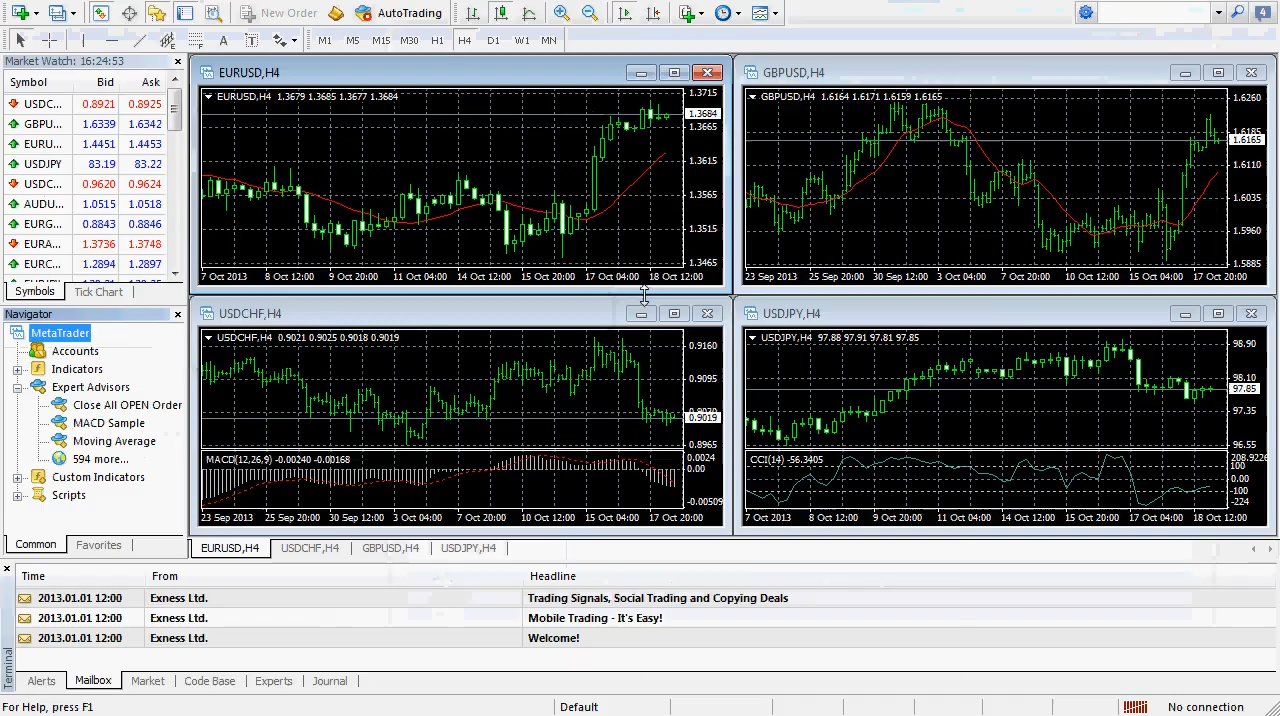 New Order AutoTrading
A T M1 M5 M15 M30 H1 H4 D1 W1 MN 4
Market Watch: 16:24:53
Symbol Bid Ask
USDC... 0.8921 0.8925
GBPU... 1.6339 1.6342
EURU... 1.4451 1.4453
USDJPY 83.19 83.22
USDC... 0.9620 0.9624
AUDU... 1.0515 1.0518
EURG... 0.8843 0.8846
EURA... 1.3736 1.3748
EURC... 1.2894 1.2897
Symbols Tick Chart
Navigator
MetaTrader
Accounts
Indicators
Expert Advisors
Close All OPEN Order
MACD Sample
Moving Average
594 more...
Custom Indicators
Scripts
Common Favorites
EURUSD,H4
EURUSD,H4 1.3679 1.3685 1.3677 1.3684
1.3715
1.3684
1.3665
1.3615
1.3565
1.3515
1.3465
7 Oct 2013 8 Oct 12:00 9 Oct 20:00 11 Oct 04:00 14 Oct 12:00 15 Oct 20:00 17 Oct 04:00 18 Oct 12:00
GBPUSD,H4
GBPUSD,H4 1.6164 1.6171 1.6159 1.6165
1.6260
1.6185
1.6165
1.6110
1.6035
1.5960
1.5885
23 Sep 2013 25 Sep 20:00 30 Sep 12:00 3 Oct 04:00 7 Oct 20:00 10 Oct 12:00 15 Oct 04:00 17 Oct 20:00
USDCHF,H4
USDCHF,H4 0.9021 0.9025 0.9018 0.9019
0.9160
0.9095
0.9019
0.8965
MACD(12,26,9) -0.00240 -0.00168
0.0024
0.00
-0.00509
23 Sep 2013 25 Sep 20:00 30 Sep 12:00 3 Oct 04:00 7 Oct 20:00 10 Oct 12:00 15 Oct 04:00 17 Oct 20:00
USDJPY,H4
USDJPY,H4 97.88 97.91 97.81 97.85
98.90
98.10
97.85
97.35
96.55
CCI(14) -56.3405
208.9226
100
0.00
-100
-224
7 Oct 2013 8 Oct 12:00 9 Oct 20:00 11 Oct 04:00 14 Oct 12:00 15 Oct 20:00 17 Oct 04:00 18 Oct 12:00
EURUSD,H4 USDCHF,H4 GBPUSD,H4 USDJPY,H4
Time From Headline
2013.01.01 12:00 Exness Ltd. Trading Signals, Social Trading and Copying Deals
2013.01.01 12:00 Exness Ltd. Mobile Trading - It's Easy!
2013.01.01 12:00 Exness Ltd. Welcome!
Terminal
Alerts Mailbox Market Code Base Experts Journal
For Help, press F1 Default No connection